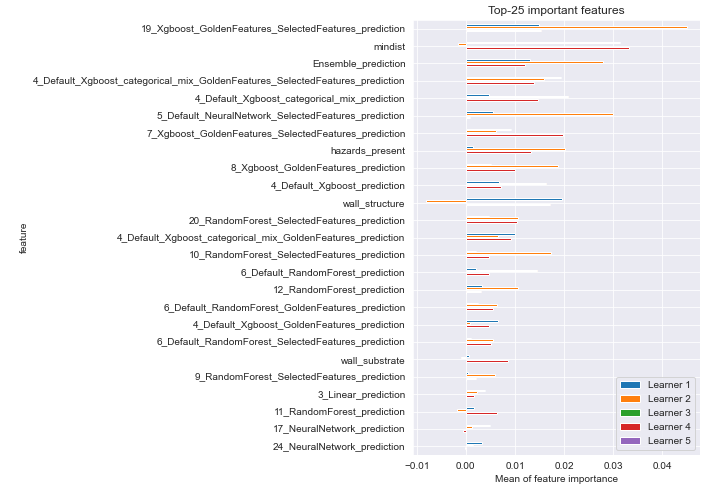 Top-25 important features
19_Xgboost_GoldenFeatures_SelectedFeatures_prediction
mindist
Ensemble_prediction
4_Default_Xgboost_categorical_mix_GoldenFeatures_SelectedFeatures_prediction
4_Default_Xgboost_categorical_mix_prediction
5_Default_NeuralNetwork_SelectedFeatures_prediction
7_Xgboost_GoldenFeatures_SelectedFeatures_prediction
hazards_present
8_Xgboost_GoldenFeatures_prediction
4_Default_Xgboost_prediction
wall_structure
20_RandomForest_SelectedFeatures_prediction
4_Default_Xgboost_categorical_mix_GoldenFeatures_prediction
10_RandomForest_SelectedFeatures_prediction
6_Default_RandomForest_prediction
12_RandomForest_prediction
6_Default_RandomForest_GoldenFeatures_prediction
4_Default_Xgboost_GoldenFeatures_prediction
6_Default_RandomForest_SelectedFeatures_prediction
wall_substrate
9_RandomForest_SelectedFeatures_prediction
3_Linear_prediction
11_RandomForest_prediction
17_NeuralNetwork_prediction
24_NeuralNetwork_prediction
feature
Learner 1
Learner 2
Learner 3
Learner 4
Learner 5
−0.01 0.00 0.01 0.02 0.03 0.04
Mean of feature importance